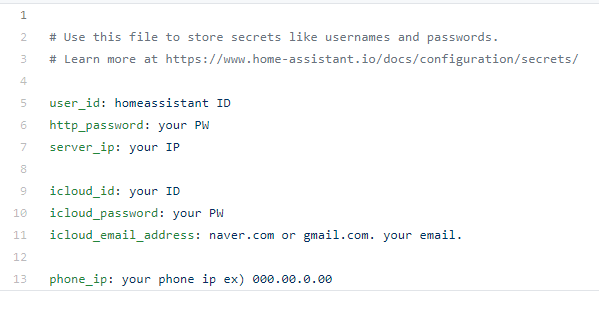 1
2 # Use this file to store secrets like usernames and passwords.
3 # Learn more at https://www.home-assistant.io/docs/configuration/secrets/
4
5 user_id: homeassistant ID
6 http_password: your PW
7 server_ip: your IP
8
9 icloud_id: your ID
10 icloud_password: your PW
11 icloud_email_address: naver.com or gmail.com. your email.
12
13 phone_ip: your phone ip ex) 000.00.0.00